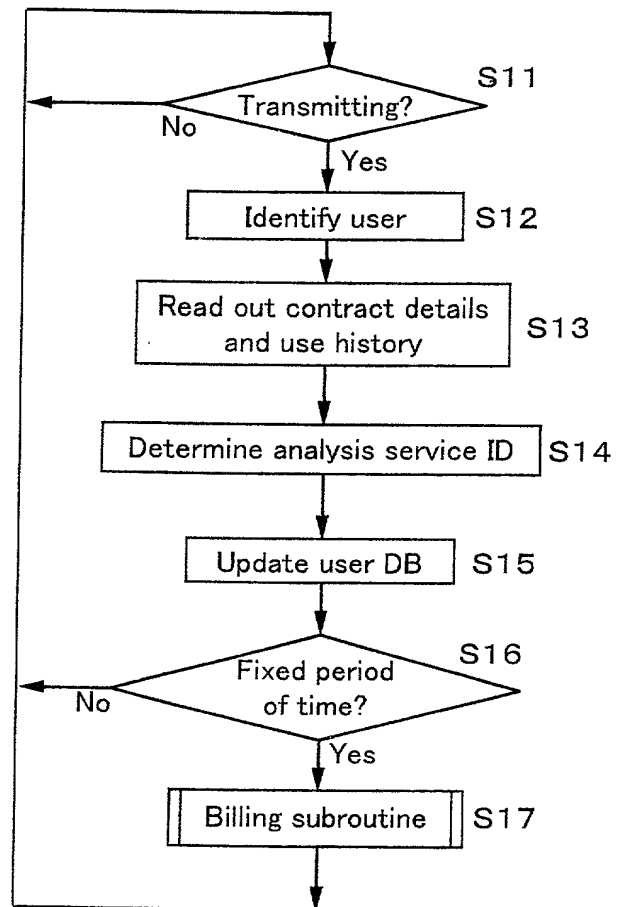 S11
Transmitting?
No
Yes
Identify user
S12
Read out contract details
and use history
S13
Determine analysis service ID
S14
Update user DB
S15
S16
Fixed period
of time?
No
Yes
Billing subroutine
S17